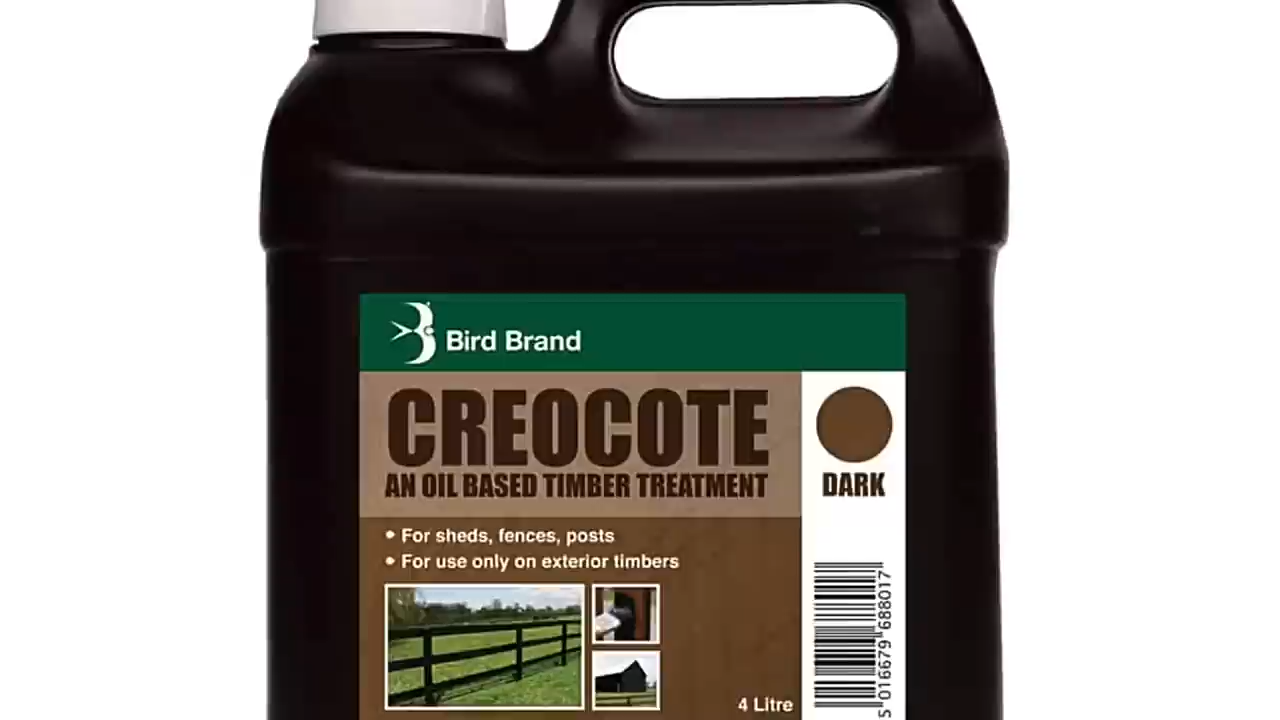 Bird Brand
CREOCOTE
AN OIL BASED TIMBER TREATMENT
DARK
• For sheds, fences, posts
• For use only on exterior timbers
4 Litre
5 016679 688017